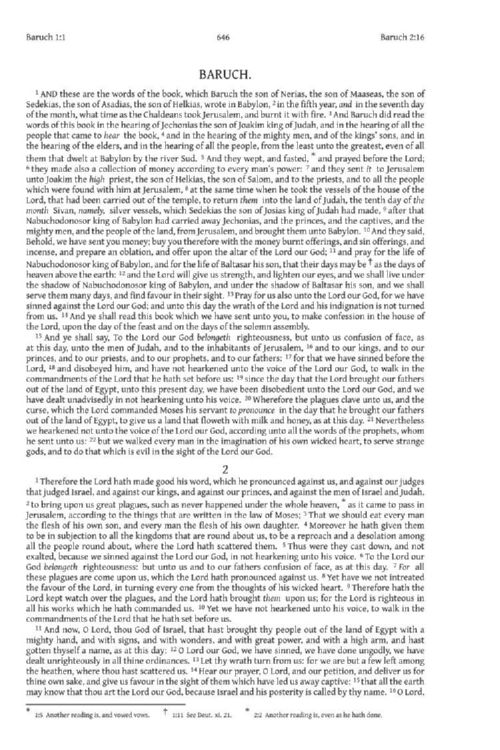 Baruch 1:1 646 Baruch 2:16
BARUCH.
1 AND these are the words of the book, which Baruch the son of Nerias, the son of Maaseas, the son of
Sedekias, the son of Asadias, the son of Helkias, wrote in Babylon, 2 in the fifth year, and in the seventh day
of the month, what time as the Chaldeans took Jerusalem, and burnt it with fire. 3 And Baruch did read the
words of this book in the hearing of Jechonias the son of Joakim king of Judah, and in the hearing of all the
people that came to hear the book, 4 and in the hearing of the mighty men, and of the kings' sons, and in
the hearing of the elders, and in the hearing of all the people, from the least unto the greatest, even of all
them that dwelt at Babylon by the river Sud. 5 And they wept, and fasted, * and prayed before the Lord;
6 they made also a collection of money according to every man's power: 7 and they sent it to Jerusalem
unto Joakim the high priest, the son of Helkias, the son of Salom, and to the priests, and to all the people
which were found with him at Jerusalem, 8 at the same time when he took the vessels of the house of the
Lord, that had been carried out of the temple, to return them into the land of Judah, the tenth day of the
month Sivan, namely, silver vessels, which Sedekias the son of Josias king of Judah had made, 9 after that
Nabuchodonosor king of Babylon had carried away Jechonias, and the princes, and the captives, and the
mighty men, and the people of the land, from Jerusalem, and brought them unto Babylon. 10 And they said,
Behold, we have sent you money; buy you therefore with the money burnt offerings, and sin offerings, and
incense, and prepare an oblation, and offer upon the altar of the Lord our God; 11 and pray for the life of
Nabuchodonosor king of Babylon, and for the life of Baltasar his son, that their days may be † as the days of
heaven above the earth: 12 and the Lord will give us strength, and lighten our eyes, and we shall live under
the shadow of Nabuchodonosor king of Babylon, and under the shadow of Baltasar his son, and we shall
serve them many days, and find favour in their sight. 13 Pray for us also unto the Lord our God, for we have
sinned against the Lord our God; and unto this day the wrath of the Lord and his indignation is not turned
from us. 14 And ye shall read this book which we have sent unto you, to make confession in the house of
the Lord, upon the day of the feast and on the days of the solemn assembly.
15 And ye shall say, To the Lord our God belongeth righteousness, but unto us confusion of face, as
at this day, unto the men of Judah, and to the inhabitants of Jerusalem, 16 and to our kings, and to our
princes, and to our priests, and to our prophets, and to our fathers: 17 for that we have sinned before the
Lord, 18 and disobeyed him, and have not hearkened unto the voice of the Lord our God, to walk in the
commandments of the Lord that he hath set before us: 19 since the day that the Lord brought our fathers
out of the land of Egypt, unto this present day, we have been disobedient unto the Lord our God, and we
have dealt unadvisedly in not hearkening unto his voice. 20 Wherefore the plagues clave unto us, and the
curse, which the Lord commanded Moses his servant to pronounce in the day that he brought our fathers
out of the land of Egypt, to give us a land that floweth with milk and honey, as at this day. 21 Nevertheless
we hearkened not unto the voice of the Lord our God, according unto all the words of the prophets, whom
he sent unto us: 22 but we walked every man in the imagination of his own wicked heart, to serve strange
gods, and to do that which is evil in the sight of the Lord our God.
2
1 Therefore the Lord hath made good his word, which he pronounced against us, and against our judges
that judged Israel, and against our kings, and against our princes, and against the men of Israel and Judah,
2 to bring upon us great plagues, such as never happened under the whole heaven, * as it came to pass in
Jerusalem, according to the things that are written in the law of Moses; 3 That we should eat every man
the flesh of his own son, and every man the flesh of his own daughter. 4 Moreover he hath given them
to be in subjection to all the kingdoms that are round about us, to be a reproach and a desolation among
all the people round about, where the Lord hath scattered them. 5 Thus were they cast down, and not
exalted, because we sinned against the Lord our God, in not hearkening unto his voice. 6 To the Lord our
God belongeth righteousness: but unto us and to our fathers confusion of face, as at this day. 7 For all
these plagues are come upon us, which the Lord hath pronounced against us. 8 Yet have we not intreated
the favour of the Lord, in turning every one from the thoughts of his wicked heart. 9 Therefore hath the
Lord kept watch over the plagues, and the Lord hath brought them upon us; for the Lord is righteous in
all his works which he hath commanded us. 10 Yet we have not hearkened unto his voice, to walk in the
commandments of the Lord that he hath set before us.
11 And now, O Lord, thou God of Israel, that hast brought thy people out of the land of Egypt with a
mighty hand, and with signs, and with wonders, and with great power, and with a high arm, and hast
gotten thyself a name, as at this day: 12 O Lord our God, we have sinned, we have done ungodly, we have
dealt unrighteously in all thine ordinances. 13 Let thy wrath turn from us: for we are but a few left among
the heathen, where thou hast scattered us. 14 Hear our prayer, O Lord, and our petition, and deliver us for
thine own sake, and give us favour in the sight of them which have led us away captive: 15 that all the earth
may know that thou art the Lord our God, because Israel and his posterity is called by thy name. 16 O Lord,
* 1:5 Another reading is, and vowed vows. † 1:11 See Deut. xi. 21. * 2:2 Another reading is, even as he hath done.